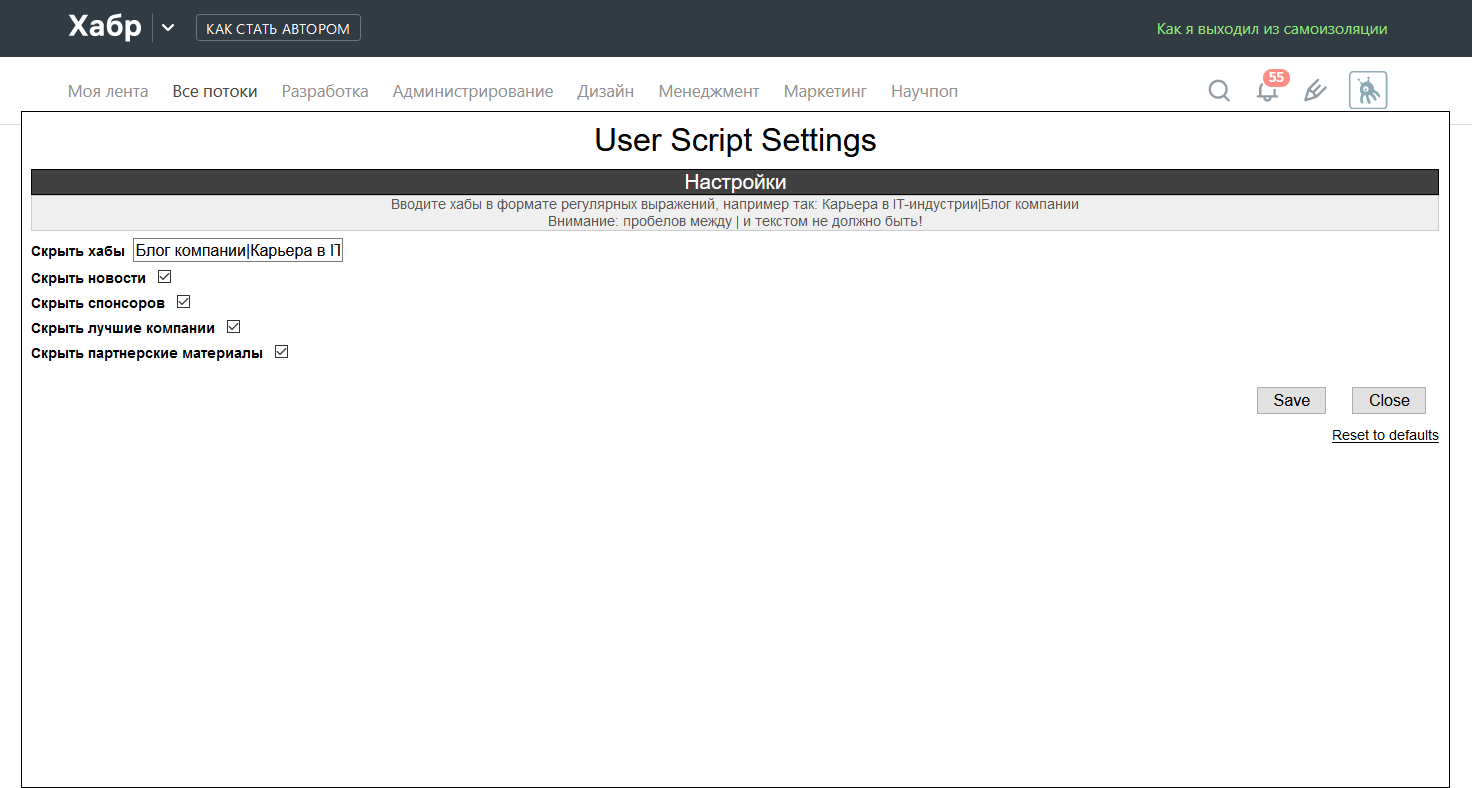 Хабр
КАК СТАТЬ АВТОРОМ
Как я выходил из самоизоляции
Моя лента Все потоки Разработка Администрирование Дизайн Менеджмент Маркетинг Научпоп
55
User Script Settings
Настройки
Вводите хабы в формате регулярных выражений, например так: Карьера в IT-индустрии|Блог компании
Внимание: пробелов между | и текстом не должно быть!
Скрыть хабы Блог компании|Карьера в IT
Скрыть новости
Скрыть спонсоров
Скрыть лучшие компании
Скрыть партнерские материалы
Save Close
Reset to defaults